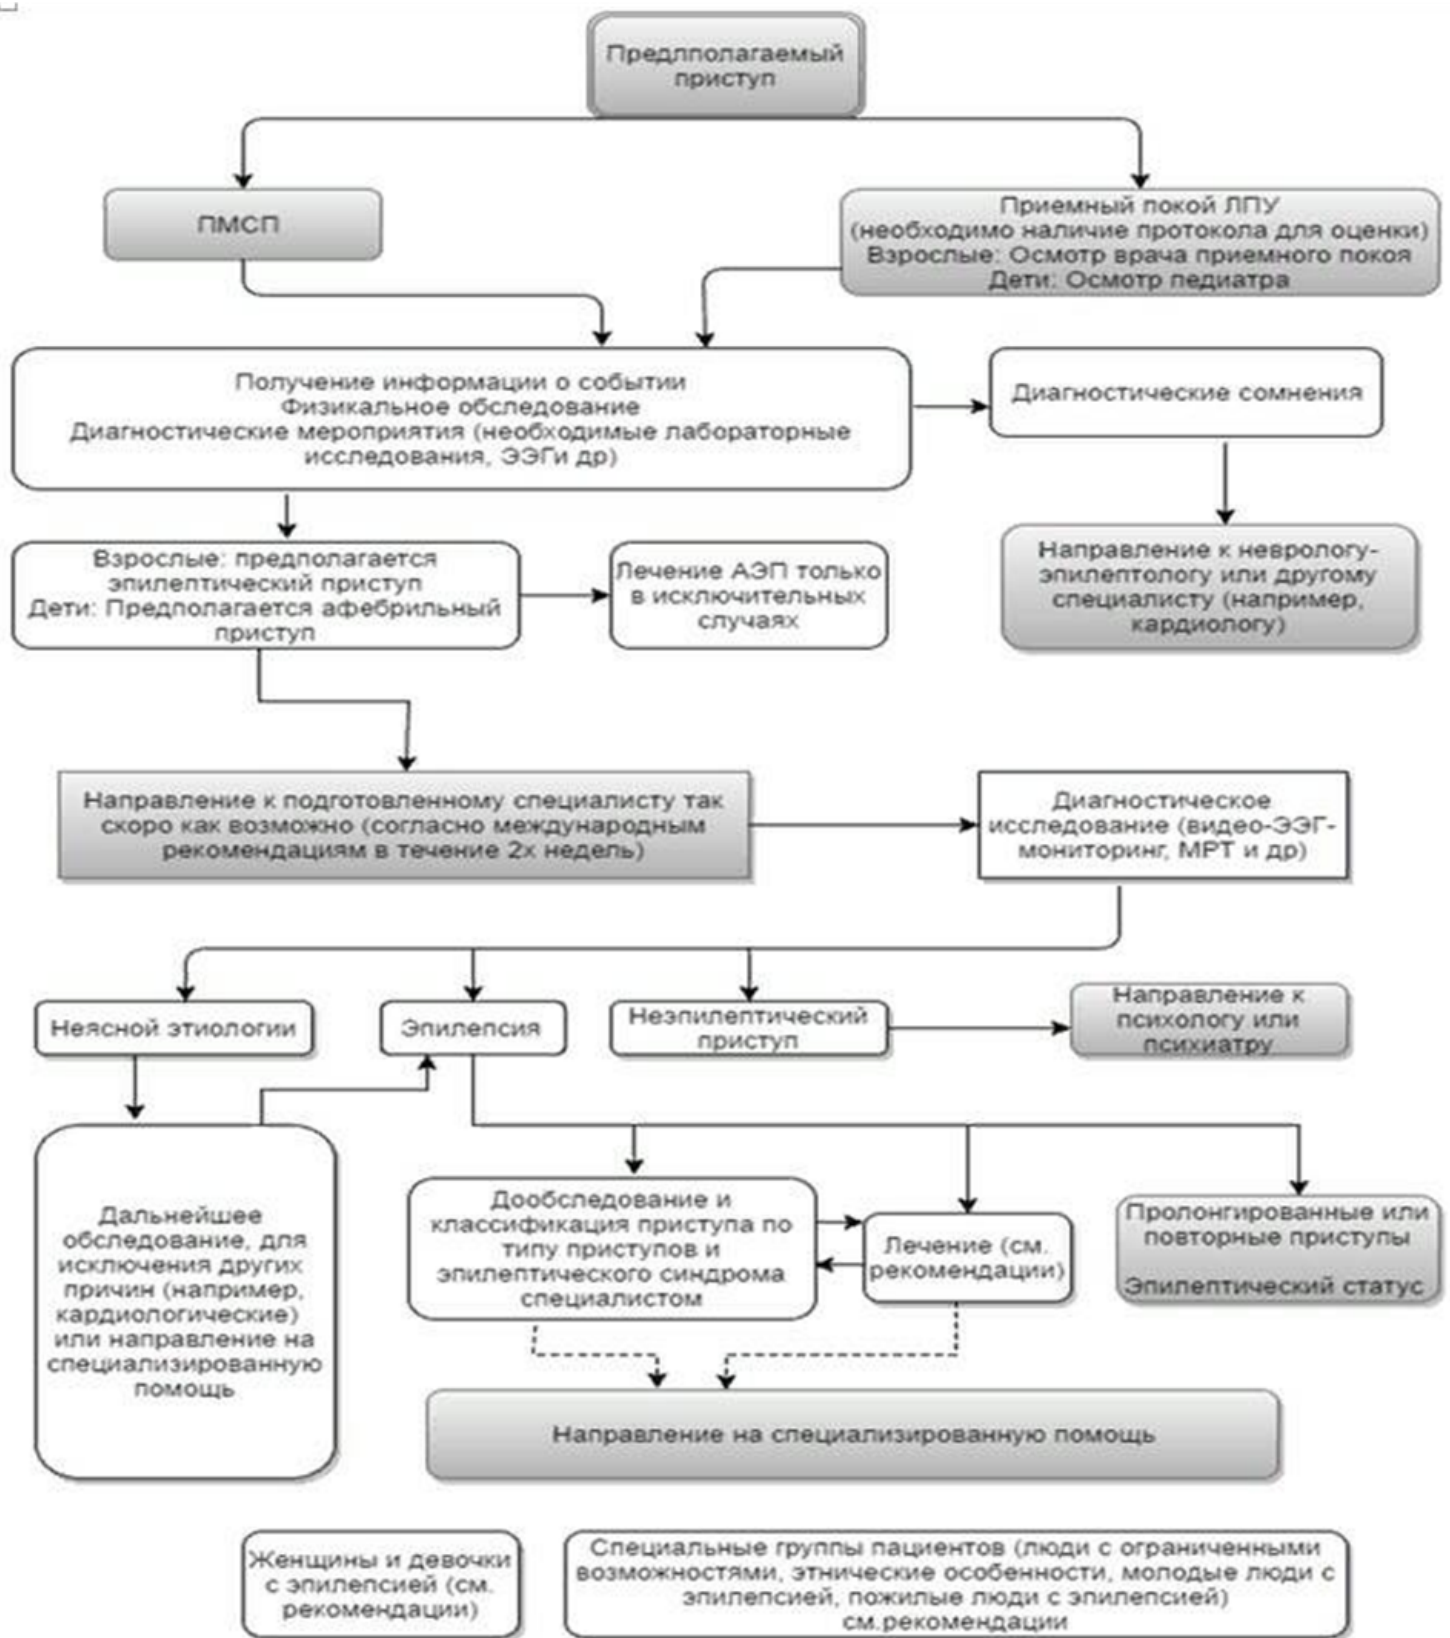 Предлполагаемый
приступ
ПМСП
Приемный покой ЛПУ
(необходимо наличие протокола для оценки)
Взрослые: Осмотр врача приемного покоя
Дети: Осмотр педиатра
Получение информации о событии
Физикальное обследование
Диагностические мероприятия (необходимые лабораторные
исследования, ЭЭГи др)
Диагностические сомнения
Взрослые: предполагается
эпилептический приступ
Дети: Предполагается афебрильный
приступ
Лечение АЭП только
в исключительных
случаях
Направление к неврологу-
эпилептологу или другому
специалисту (например,
кардиологу)
Направление к подготовленному специалисту так
скоро как возможно (согласно международным
рекомендациям в течение 2х недель)
Диагностическое
исследование (видео-ЭЭГ-
мониторинг, МРТ и др)
Неясной этиологии
Эпилепсия
Неэпилептический
приступ
Направление к
психологу или
психиатру
Дальнейшее
обследование, для
исключения других
причин (например,
кардиологические)
или направление на
специализированную
помощь
Дообследование и
классификация приступа по
типу приступов и
эпилептического синдрома
специалистом
Лечение (см.
рекомендации)
Пролонгированные или
повторные приступы
Эпилептический статус
Направление на специализированную помощь
Женщины и девочки
с эпилепсией (см.
рекомендации)
Специальные группы пациентов (люди с ограниченными
возможностями, этнические особенности, молодые люди с
эпилепсией, пожилые люди с эпилепсией)
см.рекомендации